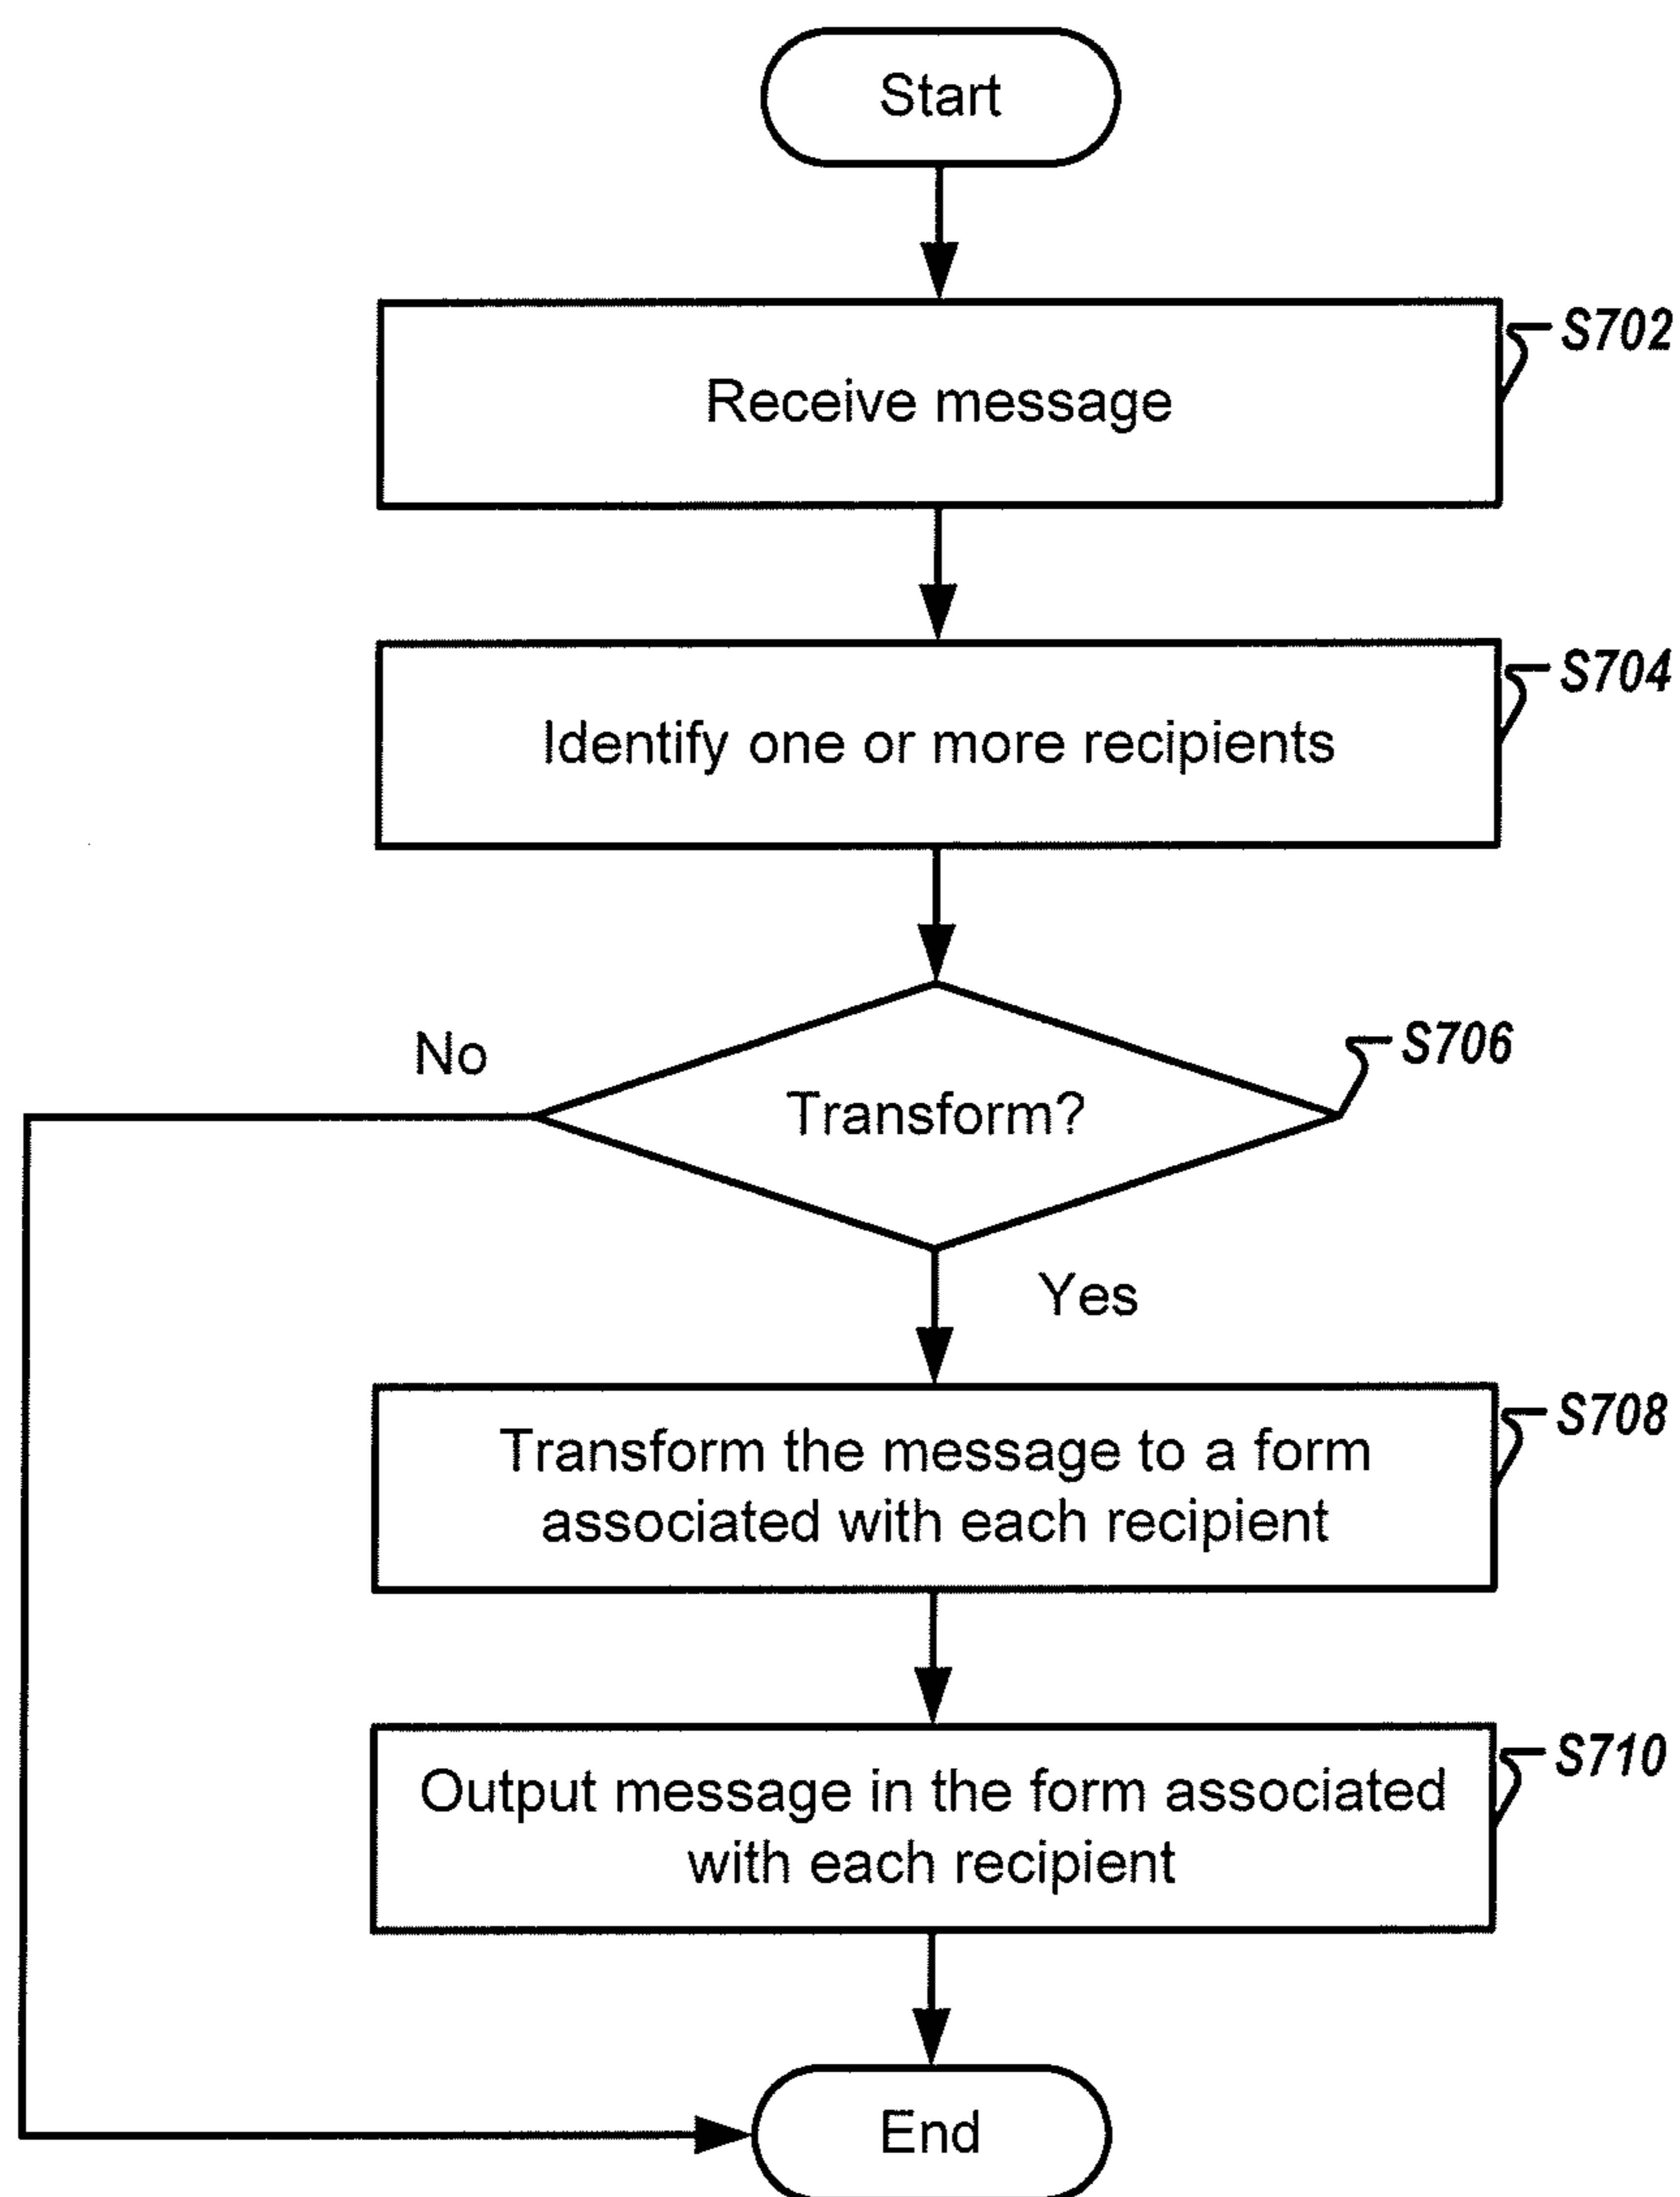 Start
Receive message
S702
Identify one or more recipients
S704
No
Transform?
S706
Yes
Transform the message to a form
associated with each recipient
S708
Output message in the form associated
with each recipient
S710
End